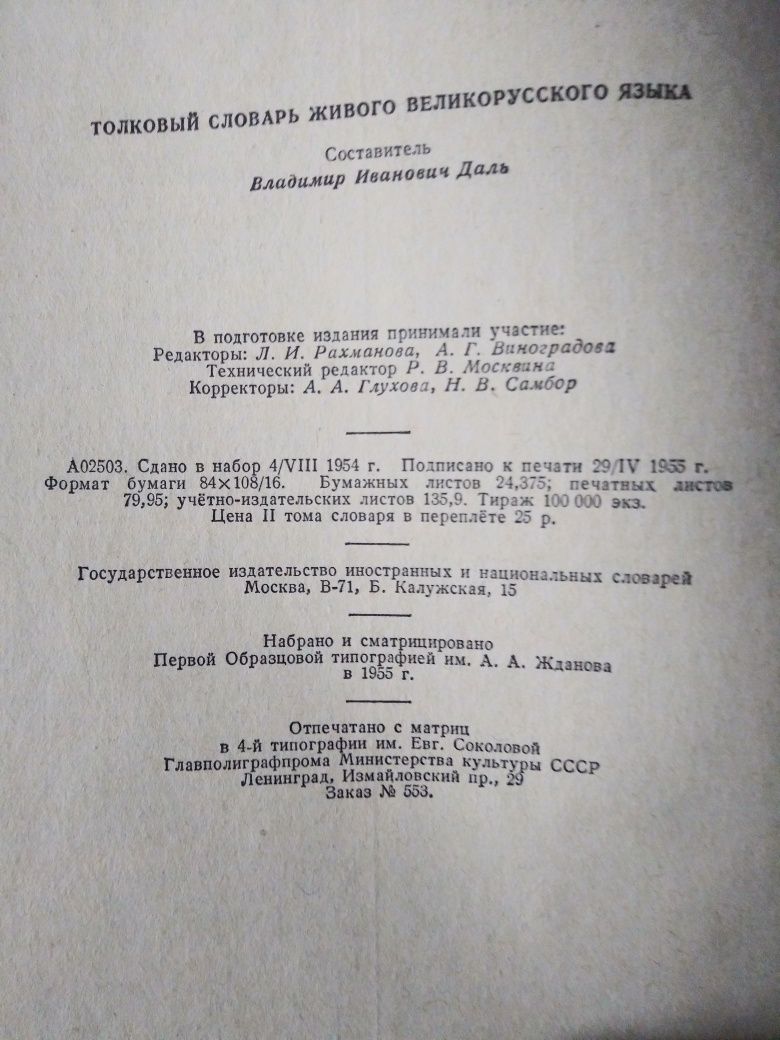 ТОЛКОВЫЙ СЛОВАРЬ ЖИВОГО ВЕЛИКОРУССКОГО ЯЗЫКА
Составитель
Владимир Иванович Даль
В подготовке издания принимали участие:
Редакторы: Л. И. Рахманова, А. Г. Виноградова
Технический редактор Р. В. Москвина
Корректоры: А. А. Глухова, Н. В. Самбор
А02503. Сдано в набор 4/VIII 1954 г. Подписано к печати 29/IV 1955 г.
Формат бумаги 84×108/16. Бумажных листов 24,375; печатных листов
79,95; учётно-издательских листов 135,9. Тираж 100 000 экз.
Цена II тома словаря в переплёте 25 р.
Государственное издательство иностранных и национальных словарей
Москва, В-71, Б. Калужская, 15
Набрано и сматрицировано
Первой Образцовой типографией им. А. А. Жданова
в 1955 г.
Отпечатано с матриц
в 4-й типографии им. Евг. Соколовой
Главполиграфпрома Министерства культуры СССР
Ленинград, Измайловский пр., 29
Заказ № 553.